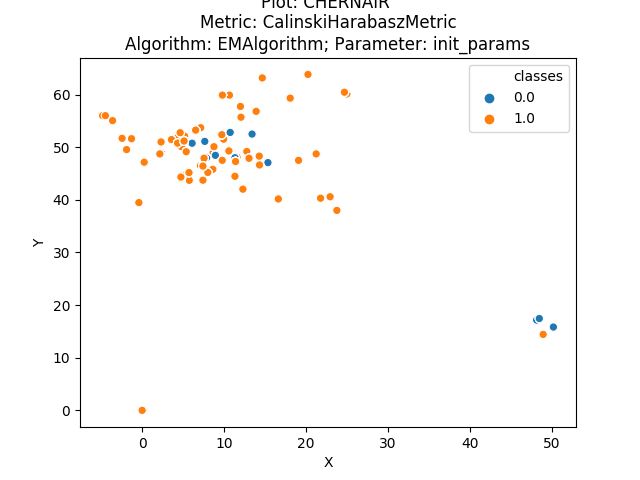 Plot: CHERNAIR
Metric: CalinskiHarabaszMetric
Algorithm: EMAlgorithm; Parameter: init_params
classes
0.0
1.0
60
50
40
30
20
10
0
Y
0
10
20
30
40
50
X